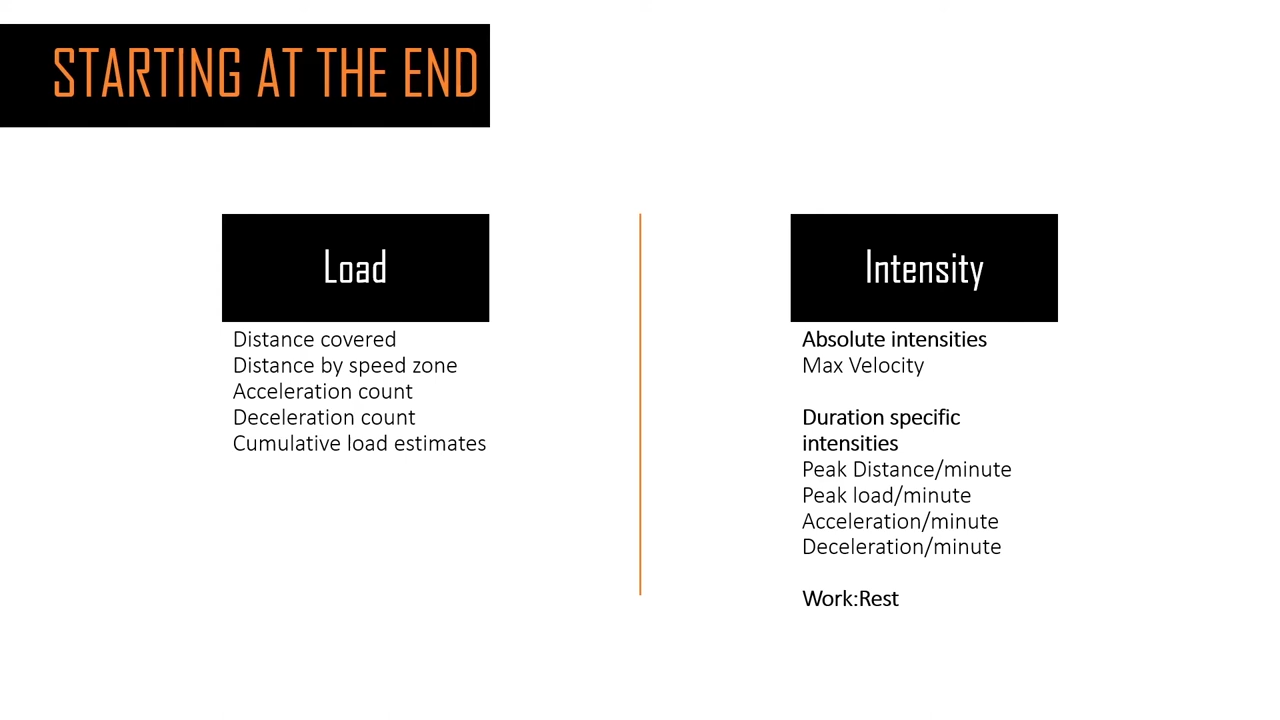 STARTING AT THE END
Load
Distance covered
Distance by speed zone
Acceleration count
Deceleration count
Cumulative load estimates
Intensity
Absolute intensities
Max Velocity
Duration specific
intensities
Peak Distance/minute
Peak load/minute
Acceleration/minute
Deceleration/minute
Work:Rest